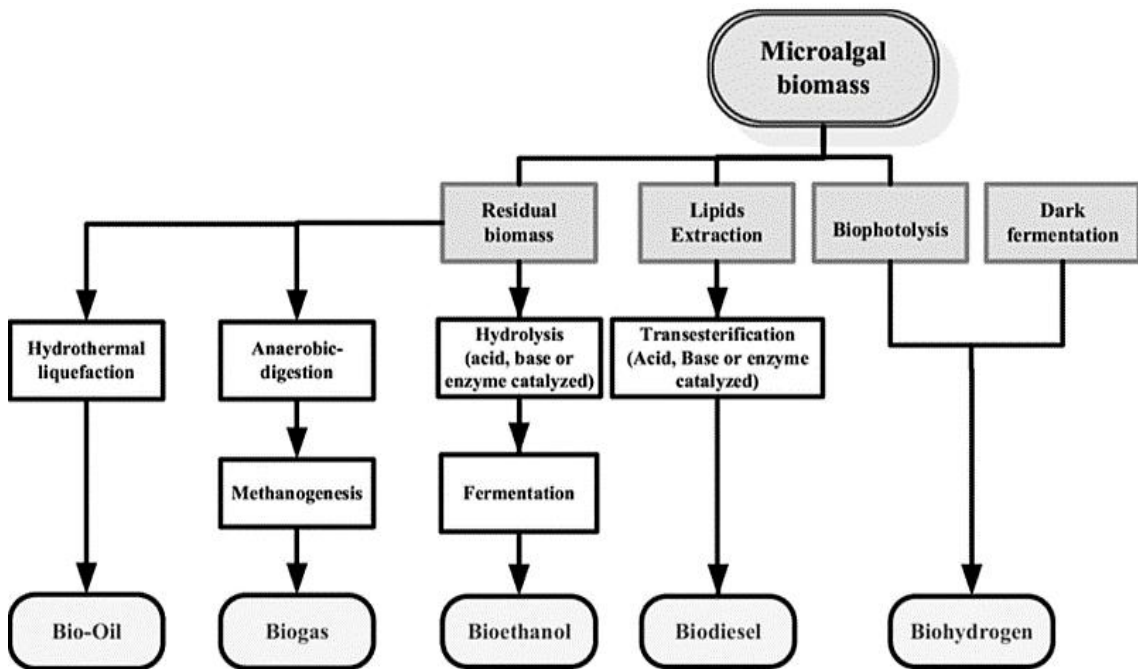 Microalgal
biomass
Residual
biomass
Lipids
Extraction
Biophotolysis
Dark
fermentation
Hydrothermal
liquefaction
Anaerobic-
digestion
Hydrolysis
(acid, base or
enzyme catalyzed)
Transesterification
(Acid, Base or enzyme
catalyzed)
Methanogenesis
Fermentation
Bio-Oil
Biogas
Bioethanol
Biodiesel
Biohydrogen